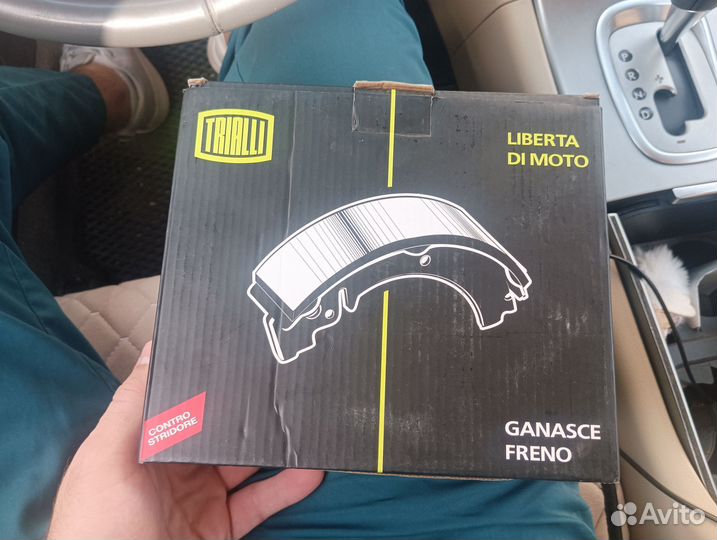 TRIALLI
LIBERTA
DI MOTO
CONTRO
STRIDORE
GANASCE
FRENO
P
R
N
D
Avito